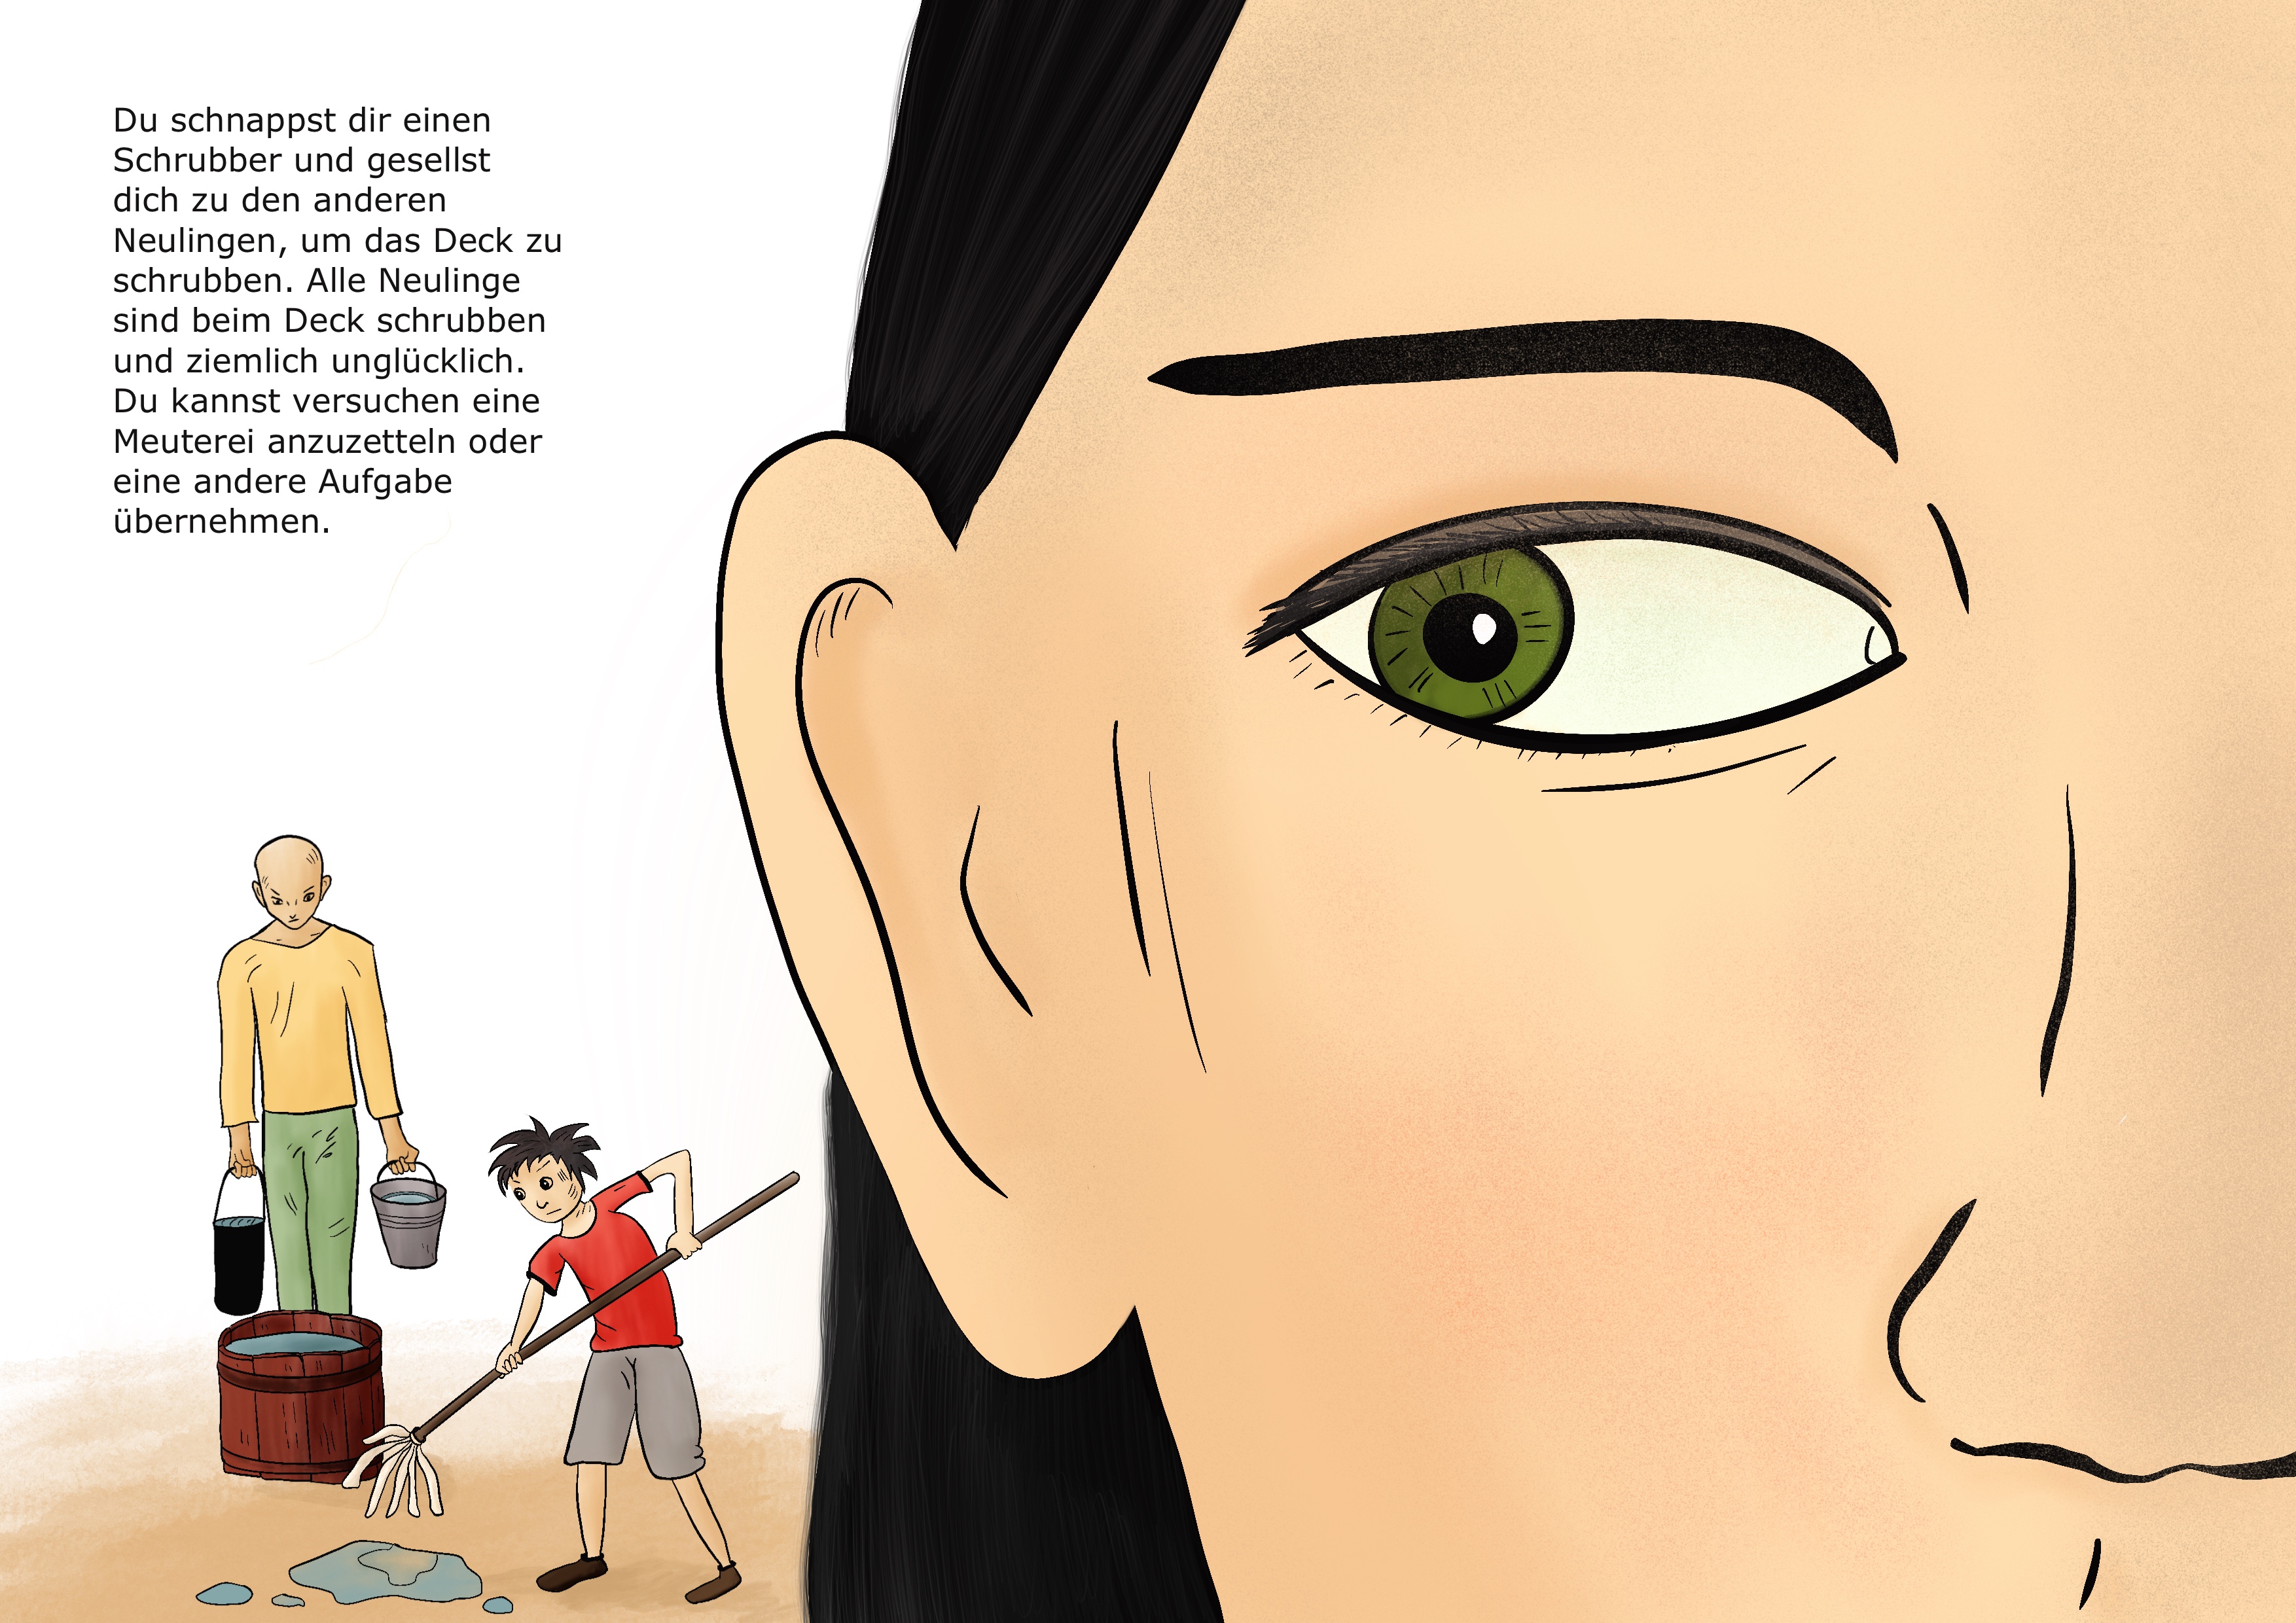 Du schnappst dir einen
Schrubber und gesellst
dich zu den anderen
Neulingen, um das Deck zu
schrubben. Alle Neulinge
sind beim Deck schrubben
und ziemlich unglücklich.
Du kannst versuchen eine
Meuterei anzuzetteln oder
eine andere Aufgabe
übernehmen.